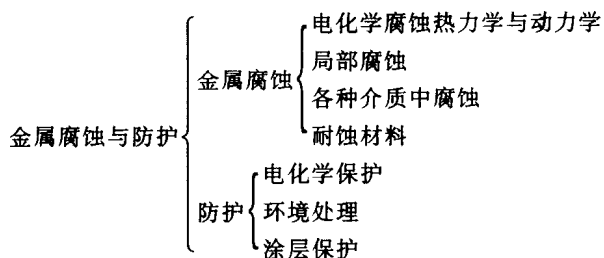 电化学腐蚀热力学与动力学
局部腐蚀
金属腐蚀
各种介质中腐蚀
耐蚀材料
金属腐蚀与防护
电化学保护
防护
环境处理
涂层保护